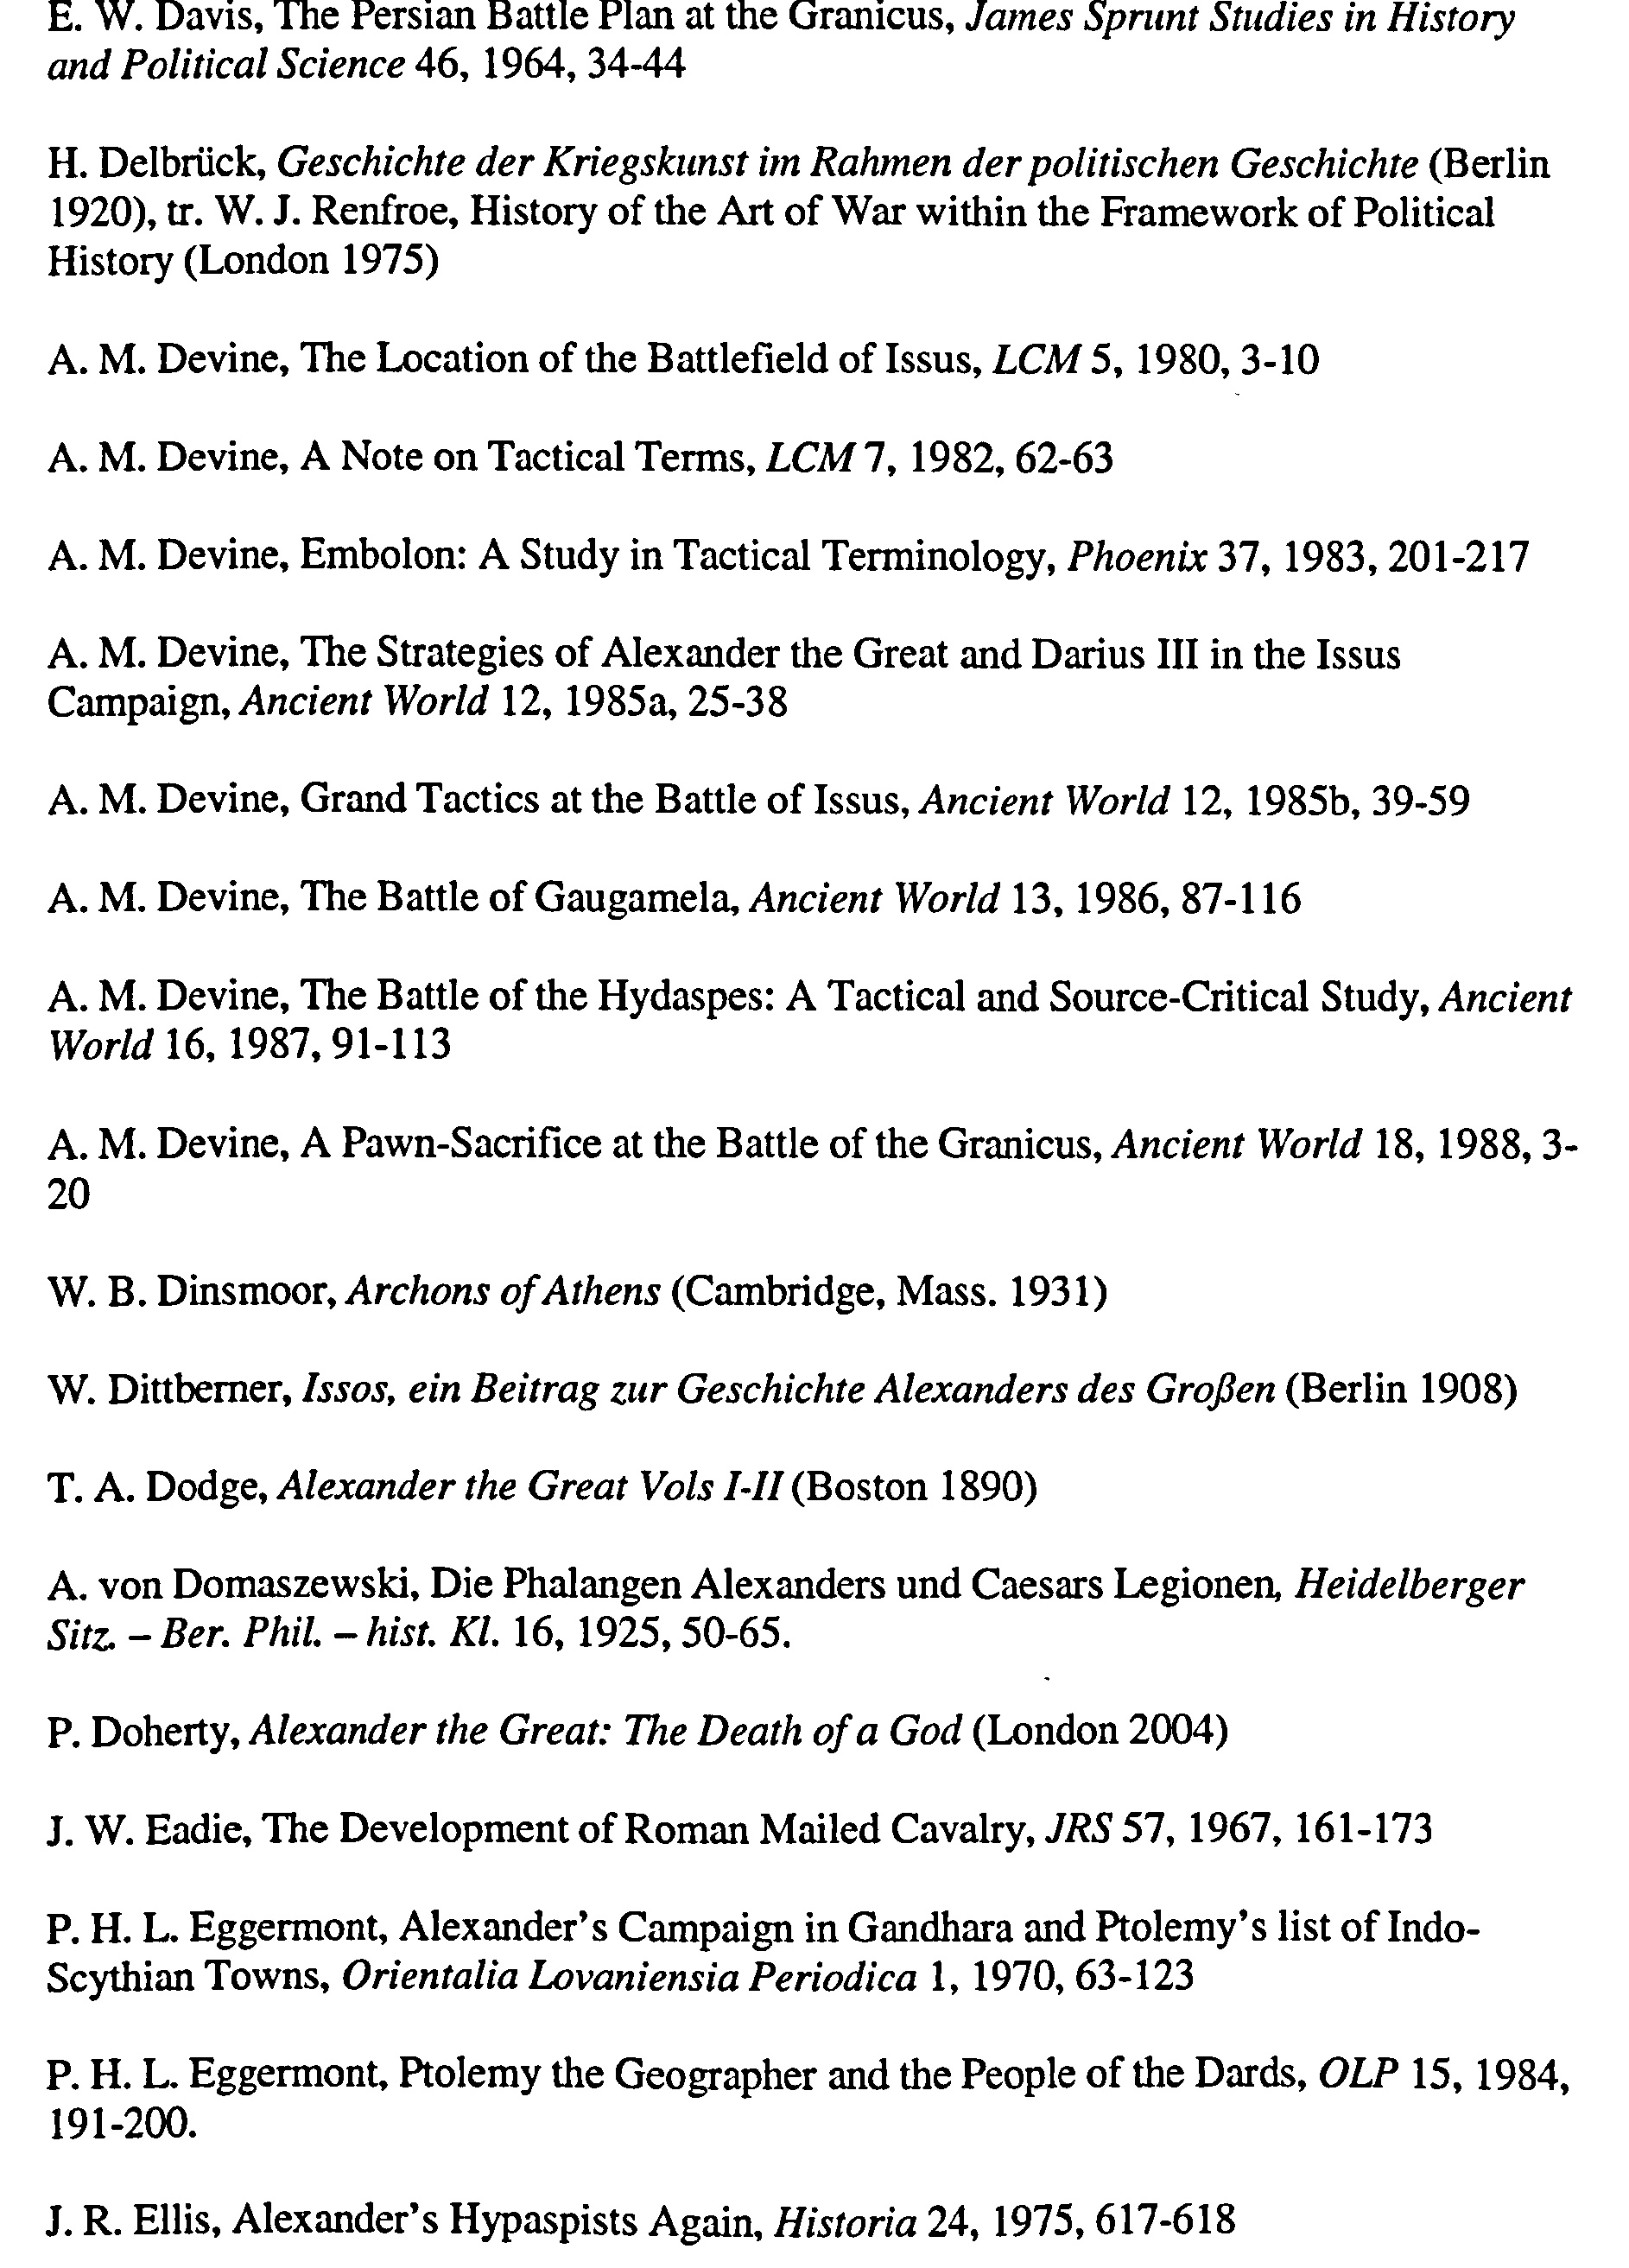 E. W. Davis, The Persian Battle Plan at the Granicus, James Sprunt Studies in History
and Political Science 46, 1964, 34-44
H. Delbrück, Geschichte der Kriegskunst im Rahmen der politischen Geschichte (Berlin
1920), tr. W. J. Renfroe, History of the Art of War within the Framework of Political
History (London 1975)
A. M. Devine, The Location of the Battlefield of Issus, LCM 5, 1980, 3-10
A. M. Devine, A Note on Tactical Terms, LCM 7, 1982, 62-63
A. M. Devine, Embolon: A Study in Tactical Terminology, Phoenix 37, 1983, 201-217
A. M. Devine, The Strategies of Alexander the Great and Darius III in the Issus
Campaign, Ancient World 12, 1985a, 25-38
A. M. Devine, Grand Tactics at the Battle of Issus, Ancient World 12, 1985b, 39-59
A. M. Devine, The Battle of Gaugamela, Ancient World 13, 1986, 87-116
A. M. Devine, The Battle of the Hydaspes: A Tactical and Source-Critical Study, Ancient
World 16, 1987, 91-113
A. M. Devine, A Pawn-Sacrifice at the Battle of the Granicus, Ancient World 18, 1988, 3-
20
W. B. Dinsmoor, Archons of Athens (Cambridge, Mass. 1931)
W. Dittberner, Issos, ein Beitrag zur Geschichte Alexanders des Großen (Berlin 1908)
T. A. Dodge, Alexander the Great Vols I-II (Boston 1890)
A. von Domaszewski, Die Phalangen Alexanders und Caesars Legionen, Heidelberger
Sitz. – Ber. Phil. – hist. Kl. 16, 1925, 50-65.
P. Doherty, Alexander the Great: The Death of a God (London 2004)
J. W. Eadie, The Development of Roman Mailed Cavalry, JRS 57, 1967, 161-173
P. H. L. Eggermont, Alexander's Campaign in Gandhara and Ptolemy's list of Indo-
Scythian Towns, Orientalia Lovaniensia Periodica 1, 1970, 63-123
P. H. L. Eggermont, Ptolemy the Geographer and the People of the Dards, OLP 15, 1984,
191-200.
J. R. Ellis, Alexander's Hypaspists Again, Historia 24, 1975, 617-618